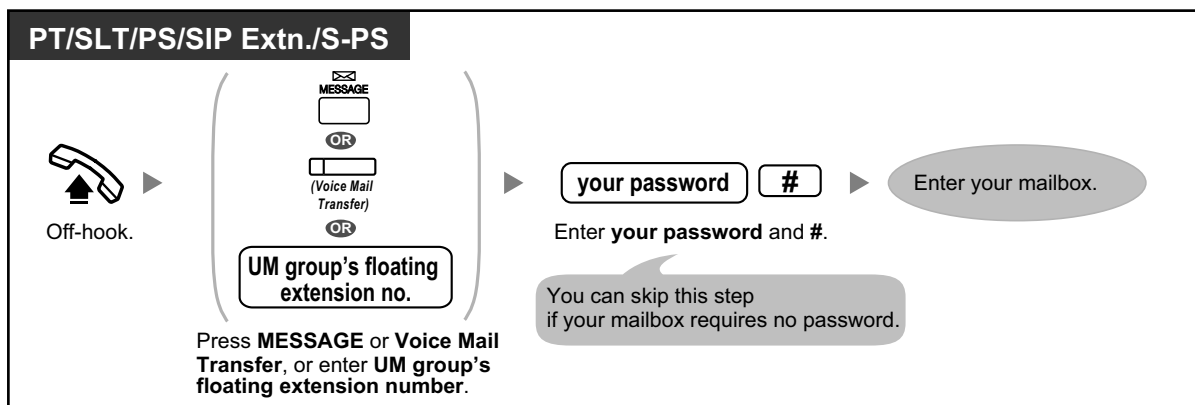 PT/SLT/PS/SIP Extn./S-PS
Off-hook.
MESSAGE
OR
(Voice Mail
Transfer)
OR
UM group's floating
extension no.
Press MESSAGE or Voice Mail
Transfer, or enter UM group's
floating extension number.
your password #
Enter your password and #.
You can skip this step
if your mailbox requires no password.
Enter your mailbox.